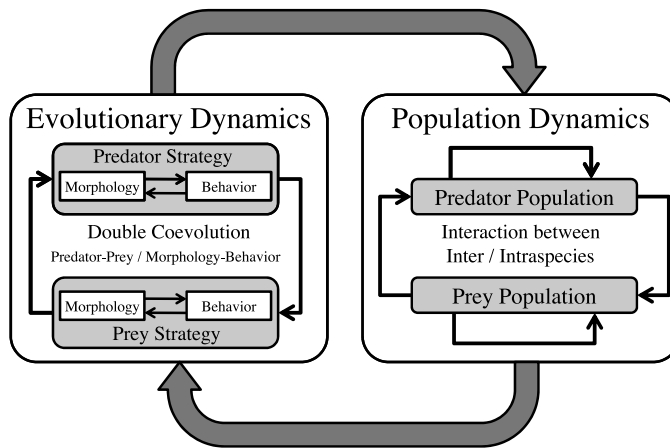 Evolutionary Dynamics
Predator Strategy
Morphology
Behavior
Double Coevolution
Predator-Prey / Morphology-Behavior
Morphology
Behavior
Prey Strategy
Population Dynamics
Predator Population
Interaction between
Inter / Intraspecies
Prey Population